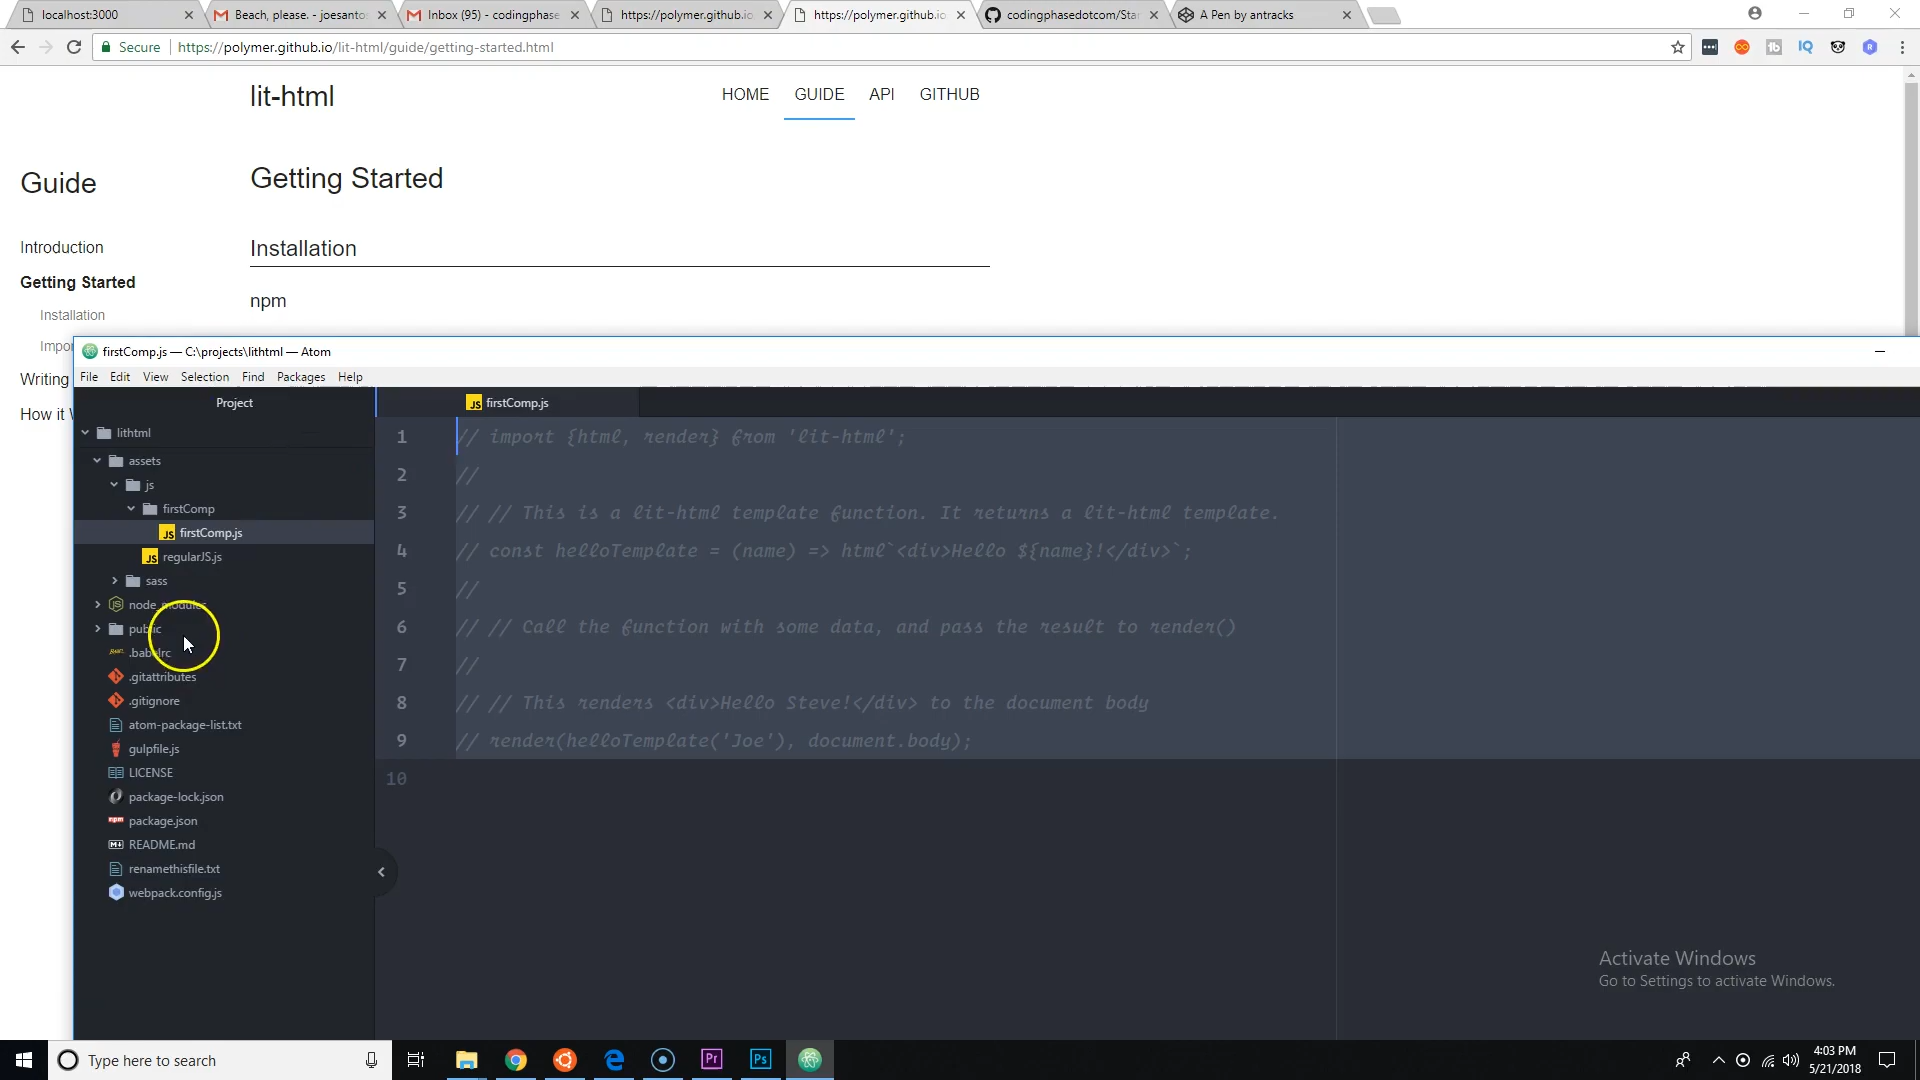 localhost:3000
Beach, please. - joesantos
Inbox (95) - codingphase
https://polymer.github.io
https://polymer.github.io
codingphasedotcom/Star
A Pen by antracks
Secure
https://polymer.github.io/lit-html/guide/getting-started.html
lit-html
HOME
GUIDE
API
GITHUB
Guide
Getting Started
Introduction
Installation
Getting Started
npm
Installation
Impor
Writing
How it
firstComp.js — C:\projects\lithtml — Atom
File Edit View Selection Find Packages Help
Project
firstComp.js
lithtml
assets
js
firstComp
firstComp.js
regularJS.js
sass
node_modules
public
.babelrc
.gitattributes
.gitignore
atom-package-list.txt
gulpfile.js
LICENSE
package-lock.json
package.json
README.md
renamethisfile.txt
webpack.config.js
1 // import {html, render} from 'lit-html';
2 //
3 // // This is a lit-html template function. It returns a lit-html template.
4 // const helloTemplate = (name) => html`<div>Hello ${name}!</div>`;
5 //
6 // // Call the function with some data, and pass the result to render()
7 //
8 // // This renders <div>Hello Steve!</div> to the document body
9 // render(helloTemplate('Joe'), document.body);
10
Activate Windows
Go to Settings to activate Windows.
Type here to search
Pr
Ps
4:03 PM
5/21/2018